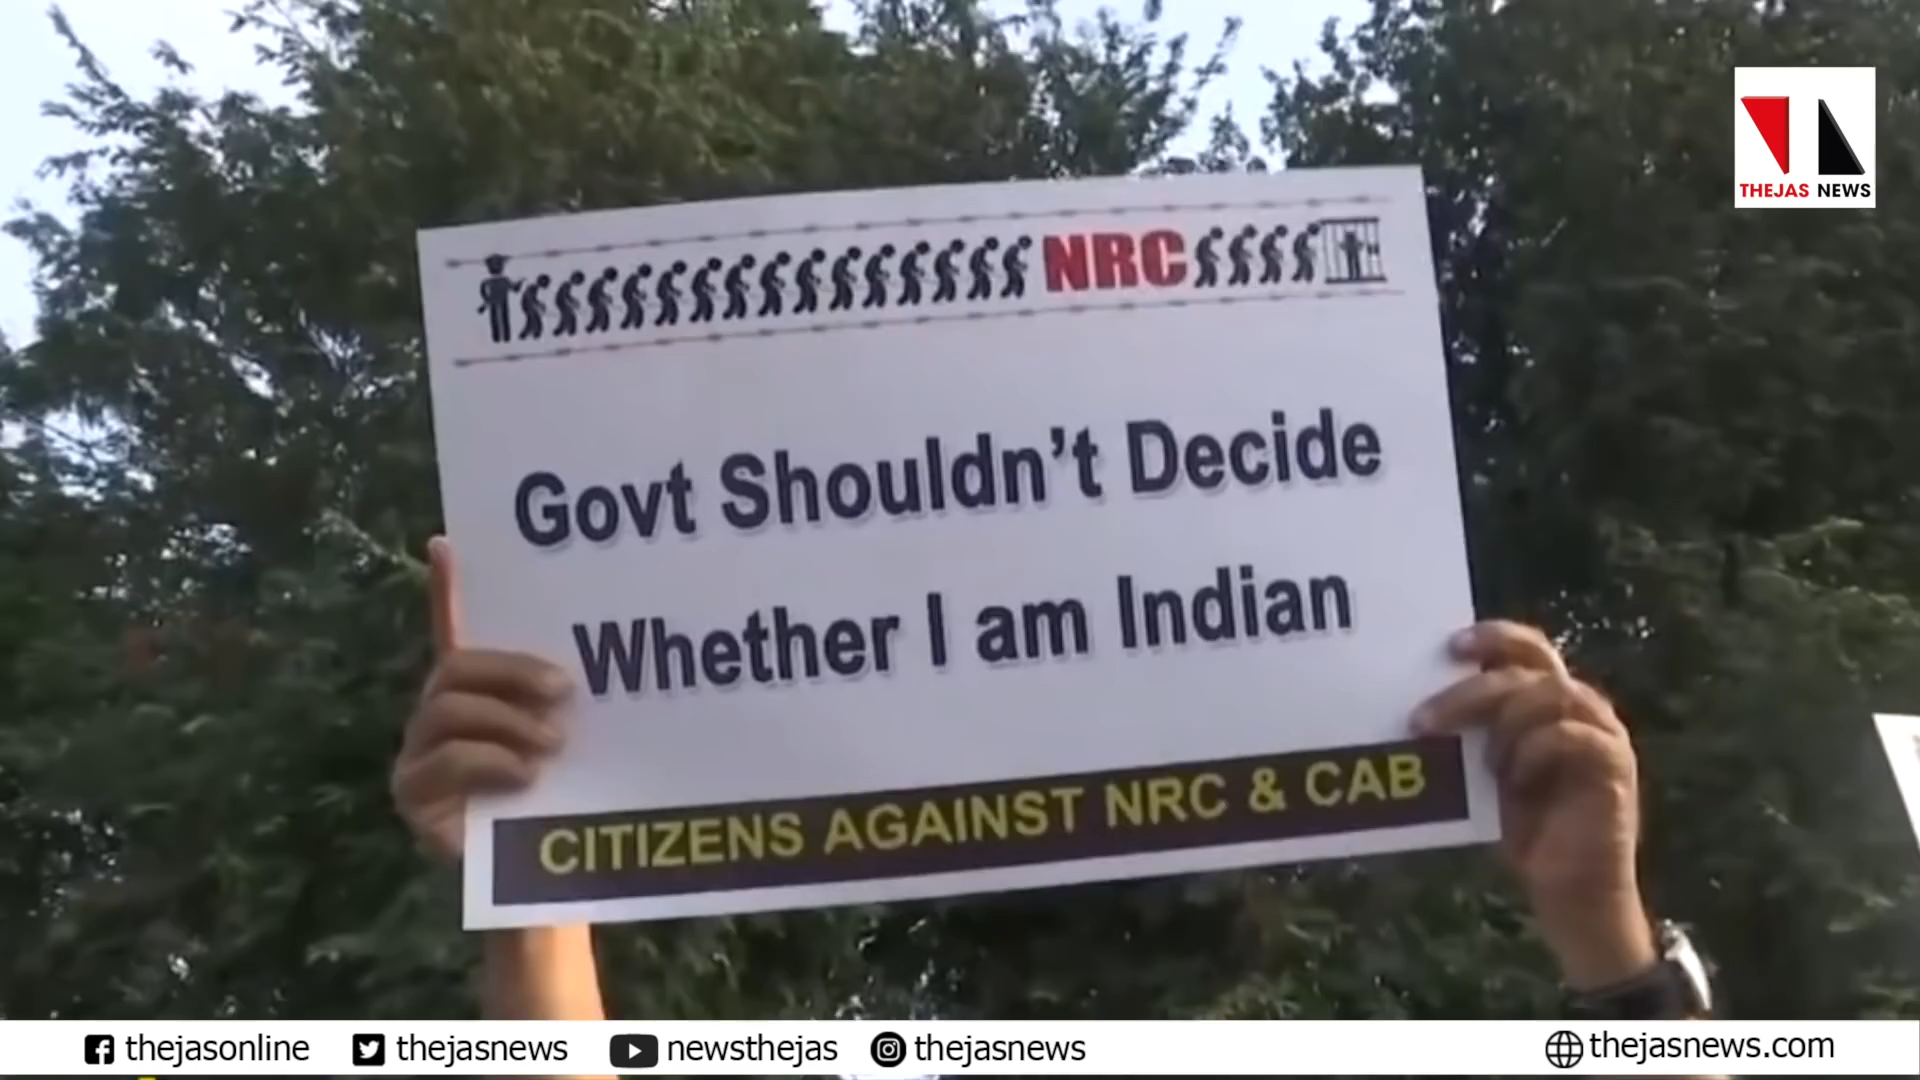 THEJAS NEWS
NRC
Govt Shouldn't Decide
Whether I am Indian
CITIZENS AGAINST NRC & CAB
thejasonline thejasnews newsthejas thejasnews thejasnews.com